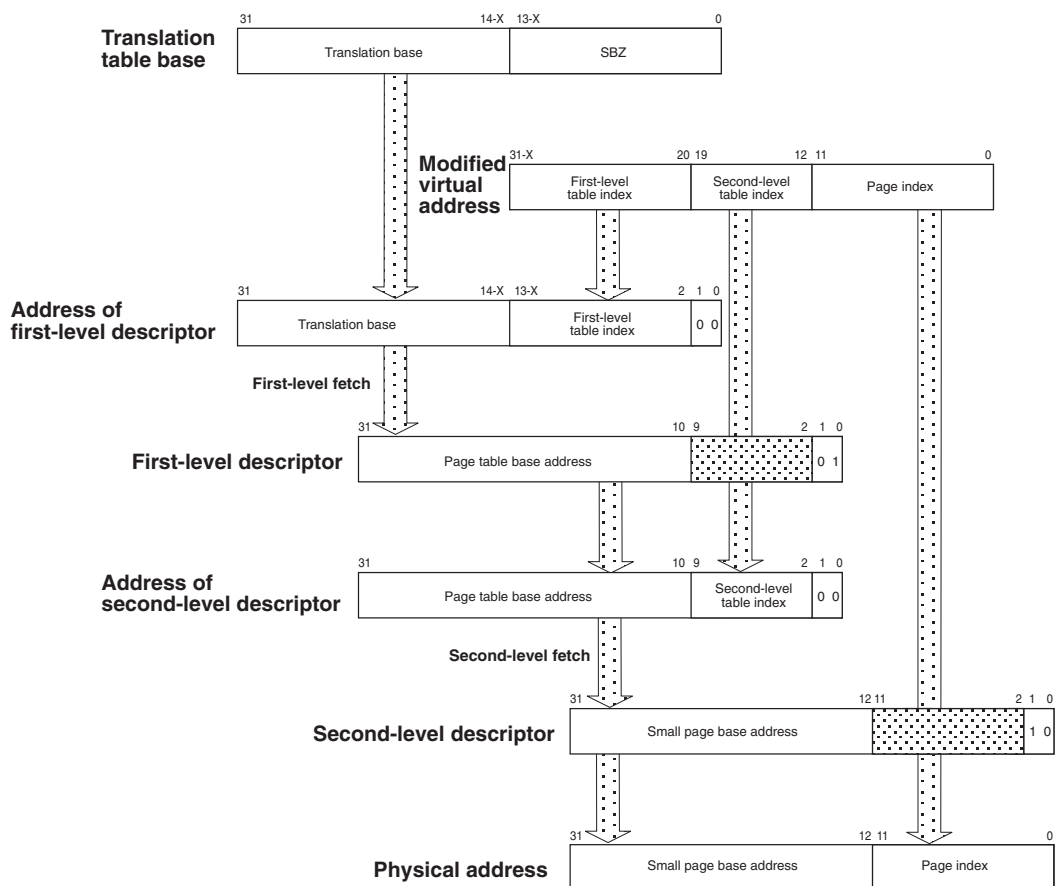 31 14-X 13-X 0
Translation
table base
Translation base SBZ
31-X 20 19 12 11 0
Modified
virtual
address
First-level
table index
Second-level
table index
Page index
31 14-X 13-X 2 1 0
Address of
first-level descriptor
Translation base
First-level
table index
0 0
First-level fetch
31 10 9 2 1 0
First-level descriptor
Page table base address
0 1
31 10 9 2 1 0
Address of
second-level descriptor
Page table base address
Second-level
table index
0 0
Second-level fetch
31 12 11 2 1 0
Second-level descriptor
Small page base address
1 0
31 12 11 0
Physical address
Small page base address
Page index